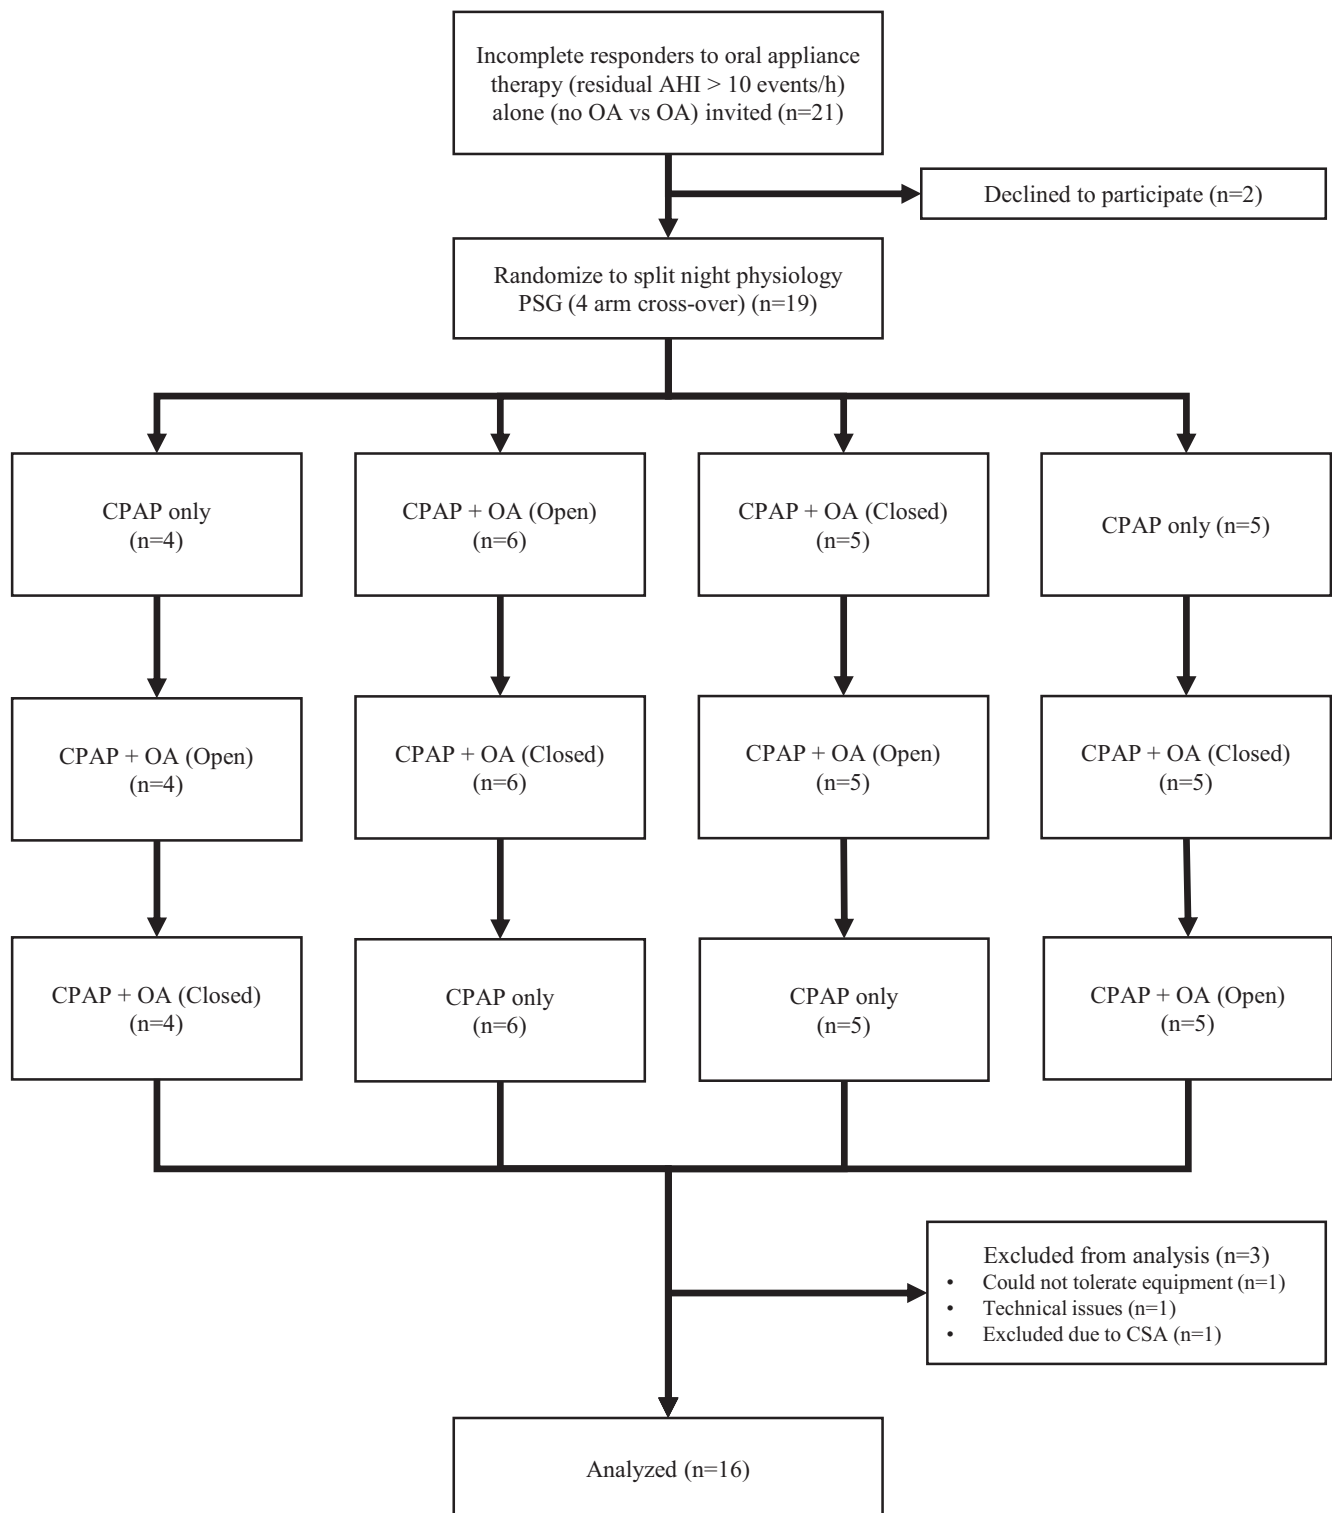 Incomplete responders to oral appliance
therapy (residual AHI > 10 events/h)
alone (no OA vs OA) invited (n=21)
Declined to participate (n=2)
Randomize to split night physiology
PSG (4 arm cross-over) (n=19)
CPAP only
(n=4)
CPAP + OA (Open)
(n=6)
CPAP + OA (Closed)
(n=5)
CPAP only (n=5)
CPAP + OA (Open)
(n=4)
CPAP + OA (Closed)
(n=6)
CPAP + OA (Open)
(n=5)
CPAP + OA (Closed)
(n=5)
CPAP + OA (Closed)
(n=4)
CPAP only
(n=6)
CPAP only
(n=5)
CPAP + OA (Open)
(n=5)
Excluded from analysis (n=3)
• Could not tolerate equipment (n=1)
• Technical issues (n=1)
• Excluded due to CSA (n=1)
Analyzed (n=16)